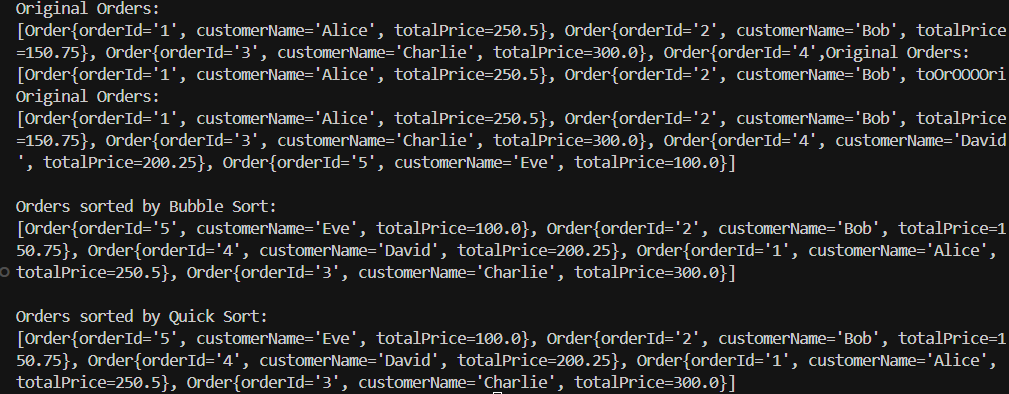 Original Orders:
[Order{orderId='1', customerName='Alice', totalPrice=250.5}, Order{orderId='2', customerName='Bob', totalPrice
=150.75}, Order{orderId='3', customerName='Charlie', totalPrice=300.0}, Order{orderId='4',Original Orders:
[Order{orderId='1', customerName='Alice', totalPrice=250.5}, Order{orderId='2', customerName='Bob', toOrOOOOri
Original Orders:
[Order{orderId='1', customerName='Alice', totalPrice=250.5}, Order{orderId='2', customerName='Bob', totalPrice
=150.75}, Order{orderId='3', customerName='Charlie', totalPrice=300.0}, Order{orderId='4', customerName='David
', totalPrice=200.25}, Order{orderId='5', customerName='Eve', totalPrice=100.0}]
Orders sorted by Bubble Sort:
[Order{orderId='5', customerName='Eve', totalPrice=100.0}, Order{orderId='2', customerName='Bob', totalPrice=1
50.75}, Order{orderId='4', customerName='David', totalPrice=200.25}, Order{orderId='1', customerName='Alice',
totalPrice=250.5}, Order{orderId='3', customerName='Charlie', totalPrice=300.0}]
Orders sorted by Quick Sort:
[Order{orderId='5', customerName='Eve', totalPrice=100.0}, Order{orderId='2', customerName='Bob', totalPrice=1
50.75}, Order{orderId='4', customerName='David', totalPrice=200.25}, Order{orderId='1', customerName='Alice',
totalPrice=250.5}, Order{orderId='3', customerName='Charlie', totalPrice=300.0}]